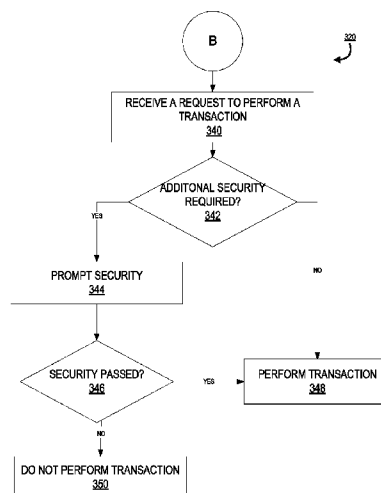 B
320
RECEIVE A REQUEST TO PERFORM A
TRANSACTION
340
ADDITONAL SECURITY
REQUIRED?
342
YES
PROMPT SECURITY
344
NO
SECURITY PASSED?
346
YES
PERFORM TRANSACTION
348
NO
DO NOT PERFORM TRANSACTION
350